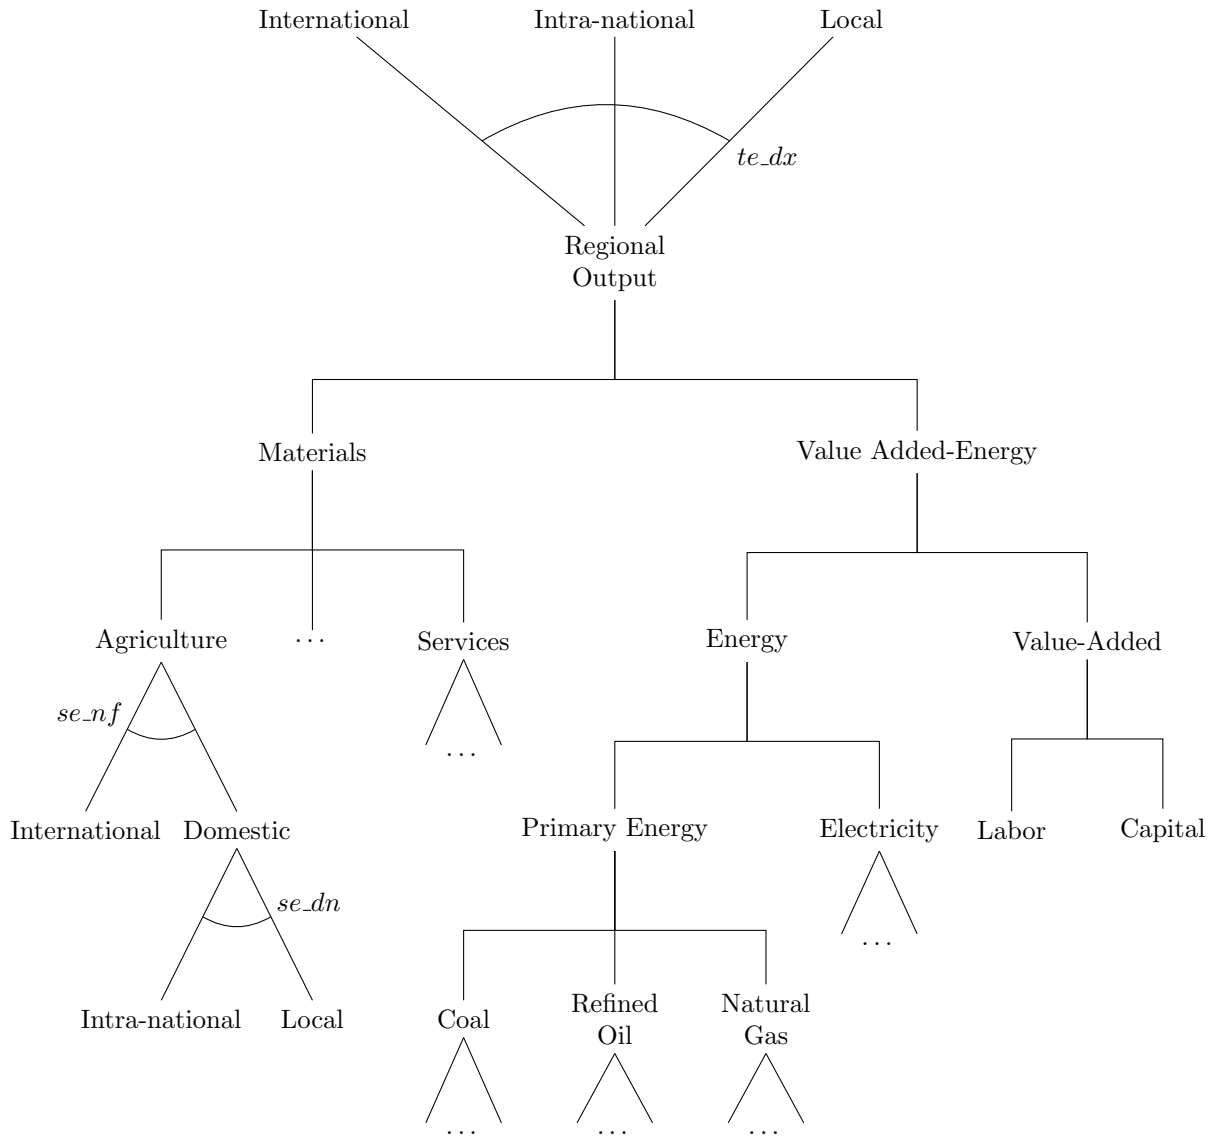 International Intra-national Local
te_dx
Regional
Output
Materials Value Added-Energy
Agriculture ... Services Energy Value-Added
se_nf
...
International Domestic Primary Energy Electricity Labor Capital
se_dn
...
Intra-national Local Coal Refined
Oil Natural
Gas
... ... ...